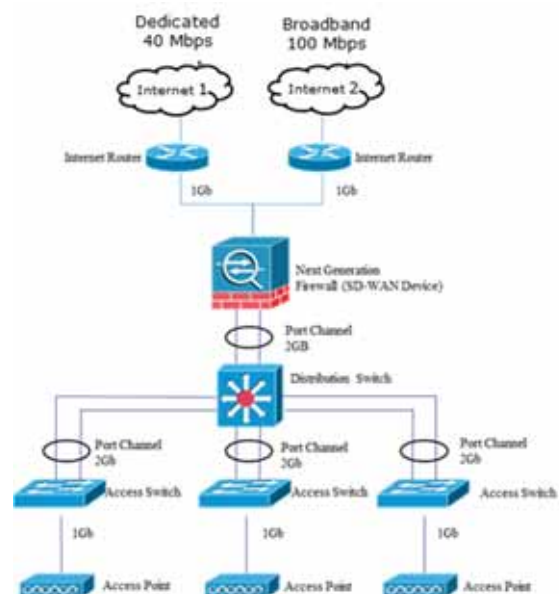 Dedicated
40 Mbps
Broadband
100 Mbps
Internet 1
Internet 2
Internet Router
Internet Router
1Gb
1Gb
Next Generation
Firewall (SD-WAN Device)
Port Channel
2GB
Distribution Switch
Port Channel
2Gb
Port Channel
2Gb
Port Channel
2Gb
Access Switch
Access Switch
Access Switch
1Gb
1Gb
1Gb
Access Point
Access Point
Access Point